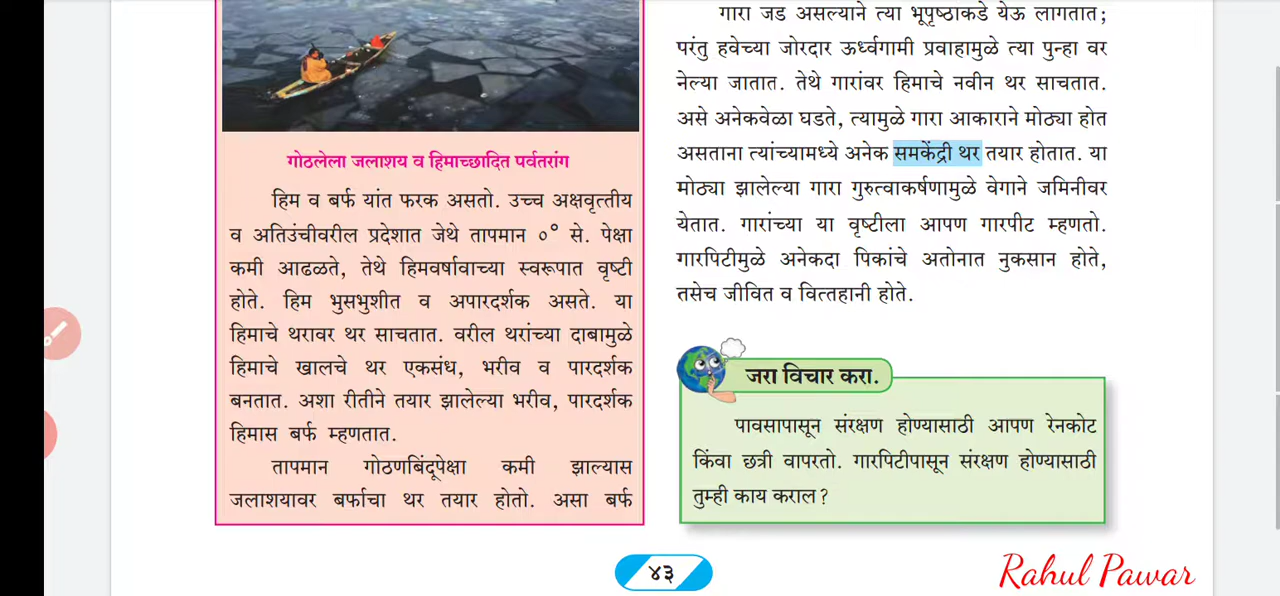 गोठलेला जलाशय व हिमाच्छादित पर्वतरांग
हिम व बर्फ यांत फरक असतो. उच्च अक्षवृत्तीय
व अतिउंचीवरील प्रदेशात जेथे तापमान ०° से. पेक्षा
कमी आढळते, तेथे हिमवर्षावाच्या स्वरूपात वृष्टी
होते. हिम भुसभुशीत व अपारदर्शक असते. या
हिमाचे थरावर थर साचतात. वरील थरांच्या दाबामुळे
हिमाचे खालचे थर एकसंध, भरीव व पारदर्शक
बनतात. अशा रीतीने तयार झालेल्या भरीव, पारदर्शक
हिमास बर्फ म्हणतात.
तापमान गोठणबिंदूपेक्षा कमी झाल्यास
जलाशयावर बर्फाचा थर तयार होतो. असा बर्फ
गारा जड असल्याने त्या भूपृष्ठाकडे येऊ लागतात;
परंतु हवेच्या जोरदार ऊर्ध्वगामी प्रवाहामुळे त्या पुन्हा वर
नेल्या जातात. तेथे गारांवर हिमाचे नवीन थर साचतात.
असे अनेकवेळा घडते, त्यामुळे गारा आकाराने मोठ्या होत
असताना त्यांच्यामध्ये अनेक समकेंद्री थर तयार होतात. या
मोठ्या झालेल्या गारा गुरुत्वाकर्षणामुळे वेगाने जमिनीवर
येतात. गारांच्या या वृष्टीला आपण गारपीट म्हणतो.
गारपिटीमुळे अनेकदा पिकांचे अतोनात नुकसान होते,
तसेच जीवित व वित्तहानी होते.
जरा विचार करा.
पावसापासून संरक्षण होण्यासाठी आपण रेनकोट
किंवा छत्री वापरतो. गारपिटीपासून संरक्षण होण्यासाठी
तुम्ही काय कराल?
४३
Rahul Pawar